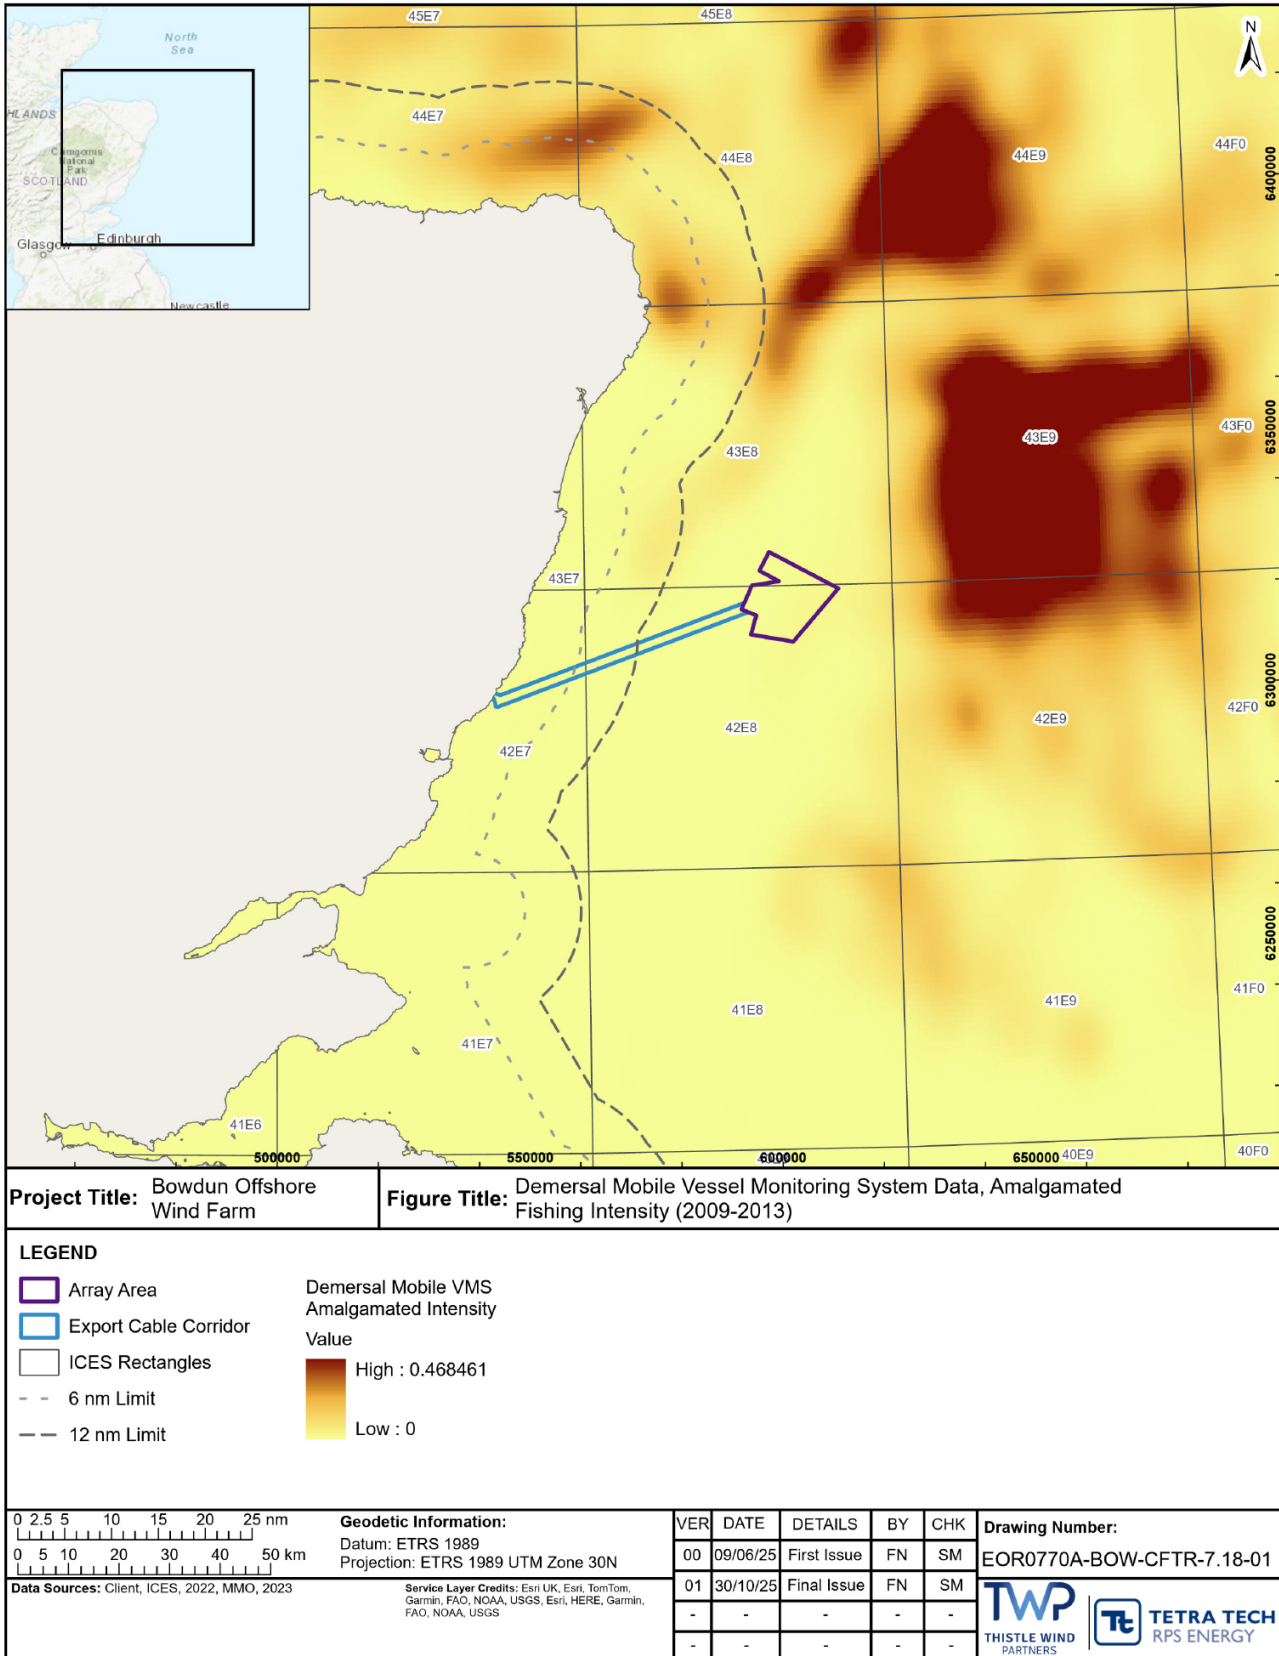 45E7
45E8
North
Sea
N
HLANDS
44E7
44E8
44E9
44F0
Cairngorms
National
Park
SCOTLAND
6400000
Glasgow
Edinburgh
Newcastle
43E9
43F0
6350000
43E8
43E7
6300000
42E7
42E8
42E9
42F0
6250000
41E7
41E8
41E9
41F0
41E6
500000
550000
600000
650000
40E9
40F0
Project Title: Bowdun Offshore
Wind Farm
Figure Title: Demersal Mobile Vessel Monitoring System Data, Amalgamated
Fishing Intensity (2009-2013)
LEGEND
Array Area
Export Cable Corridor
ICES Rectangles
6 nm Limit
12 nm Limit
Demersal Mobile VMS
Amalgamated Intensity
Value
High : 0.468461
Low : 0
0 2.5 5 10 15 20 25 nm
0 5 10 20 30 40 50 km
Geodetic Information:
Datum: ETRS 1989
Projection: ETRS 1989 UTM Zone 30N
Data Sources: Client, ICES, 2022, MMO, 2023
Service Layer Credits: Esri UK, Esri, TomTom,
Garmin, FAO, NOAA, USGS, Esri, HERE, Garmin,
FAO, NOAA, USGS
VER DATE DETAILS BY CHK
00 09/06/25 First Issue FN SM
01 30/10/25 Final Issue FN SM
- - - - -
- - - - -
Drawing Number:
EOR0770A-BOW-CFTR-7.18-01
TWP
THISTLE WIND
PARTNERS
Tt
TETRA TECH
RPS ENERGY